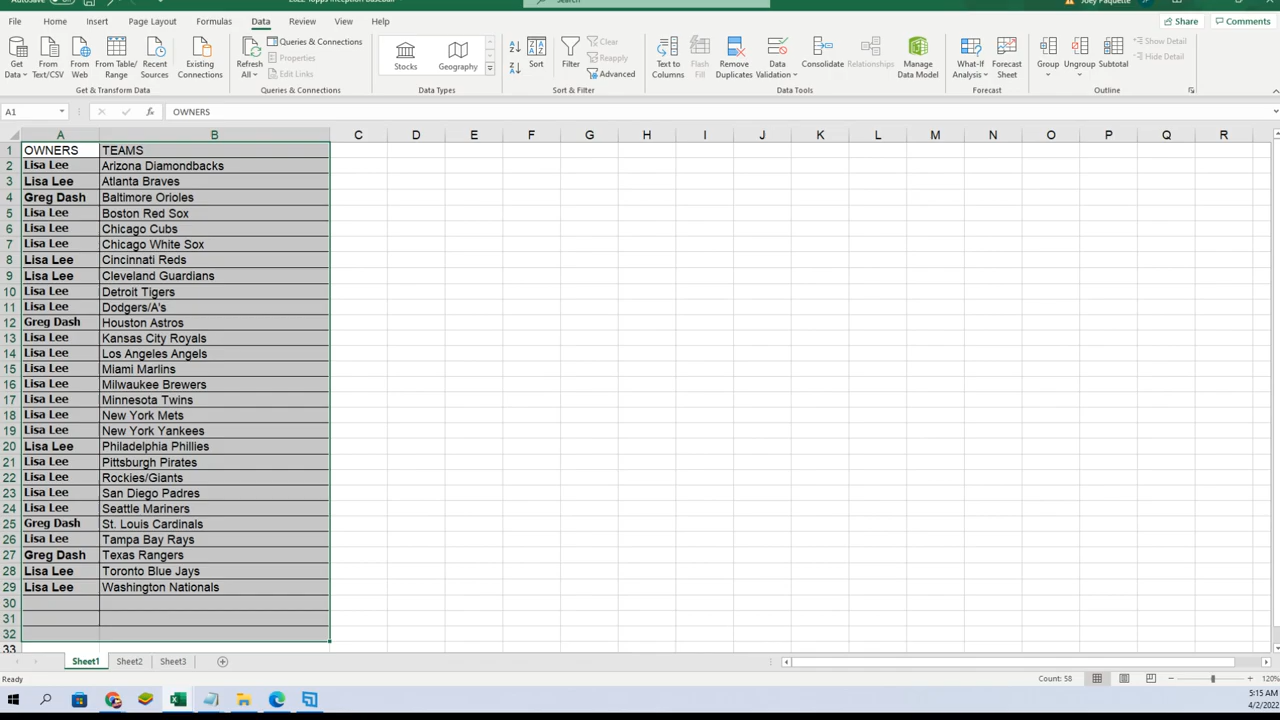 AutoSave Off 2022 Topps Inception Baseball Search Joey Paquette
File Home Insert Page Layout Formulas Data Review View Help Share Comments
Get Data From Text/CSV From Web From Table/Range Recent Sources Existing Connections Refresh All Queries & Connections Properties Edit Links Stocks Geography Sort Filter Clear Reapply Advanced Text to Columns Flash Fill Remove Duplicates Data Validation Consolidate Relationships Manage Data Model What-If Analysis Forecast Sheet Group Ungroup Subtotal Show Detail Hide Detail
Get & Transform Data Queries & Connections Data Types Sort & Filter Data Tools Forecast Outline
A1 fx OWNERS
A B C D E F G H I J K L M N O P Q R
1 OWNERS TEAMS
2 Lisa Lee Arizona Diamondbacks
3 Lisa Lee Atlanta Braves
4 Greg Dash Baltimore Orioles
5 Lisa Lee Boston Red Sox
6 Lisa Lee Chicago Cubs
7 Lisa Lee Chicago White Sox
8 Lisa Lee Cincinnati Reds
9 Lisa Lee Cleveland Guardians
10 Lisa Lee Detroit Tigers
11 Lisa Lee Dodgers/A's
12 Greg Dash Houston Astros
13 Lisa Lee Kansas City Royals
14 Lisa Lee Los Angeles Angels
15 Lisa Lee Miami Marlins
16 Lisa Lee Milwaukee Brewers
17 Lisa Lee Minnesota Twins
18 Lisa Lee New York Mets
19 Lisa Lee New York Yankees
20 Lisa Lee Philadelphia Phillies
21 Lisa Lee Pittsburgh Pirates
22 Lisa Lee Rockies/Giants
23 Lisa Lee San Diego Padres
24 Lisa Lee Seattle Mariners
25 Greg Dash St. Louis Cardinals
26 Lisa Lee Tampa Bay Rays
27 Greg Dash Texas Rangers
28 Lisa Lee Toronto Blue Jays
29 Lisa Lee Washington Nationals
30
31
32
33
Sheet1 Sheet2 Sheet3
Ready Count: 58 120%
5:15 AM
4/2/2022